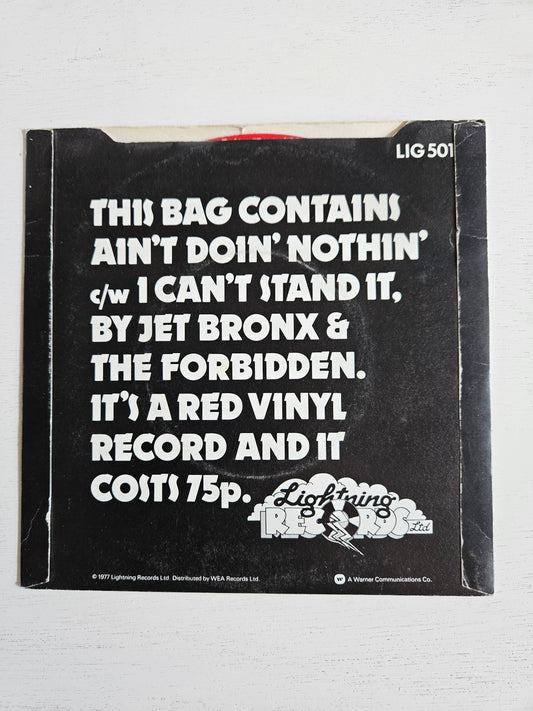 LIG 501
THIS BAG CONTAINS
AIN'T DOIN' NOTHIN'
c/w I CAN'T STAND IT,
BY JET BRONX &
THE FORBIDDEN.
IT'S A RED VINYL
RECORD AND IT
COSTS 75p.
Lightning
RECORDS
Ltd
© 1977 Lightning Records Ltd. Distributed by WEA Records Ltd.
A Warner Communications Co.